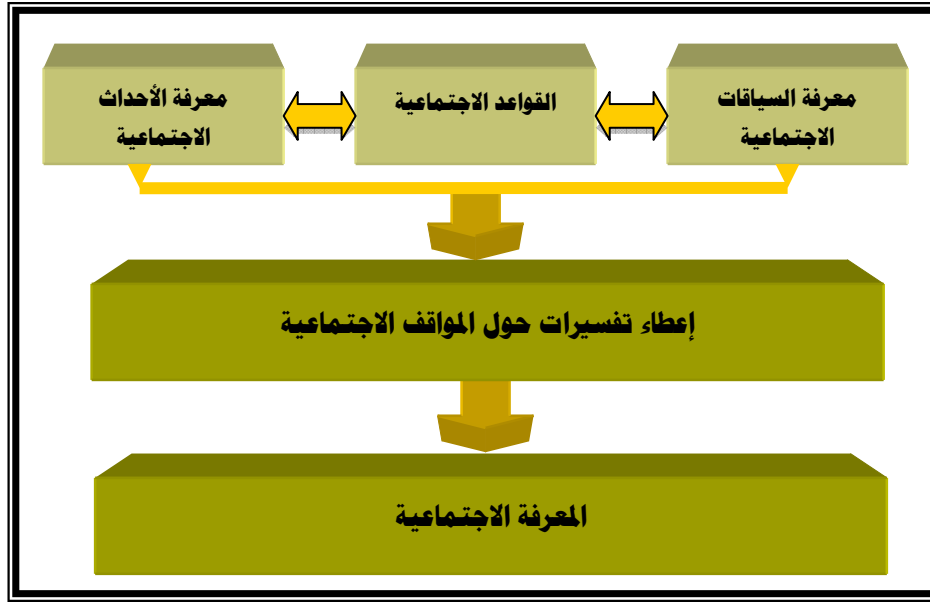 معرفة السياقات
الاجتماعية
القواعد الاجتماعية
معرفة الأحداث
الاجتماعية
إعطاء تفسيرات حول المواقف الاجتماعية
المعرفة الاجتماعية